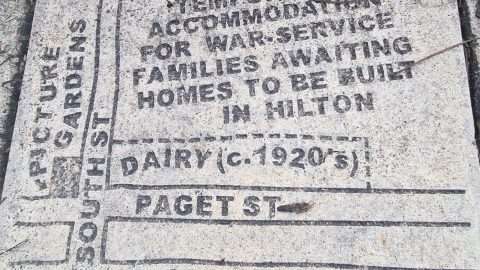 ACCOMMODATION
FOR WAR-SERVICE
FAMILIES AWAITING
HOMES TO BE BUILT
IN HILTON
PICTURE
GARDENS
SOUTH ST
DAIRY (c.1920's)
PAGET ST